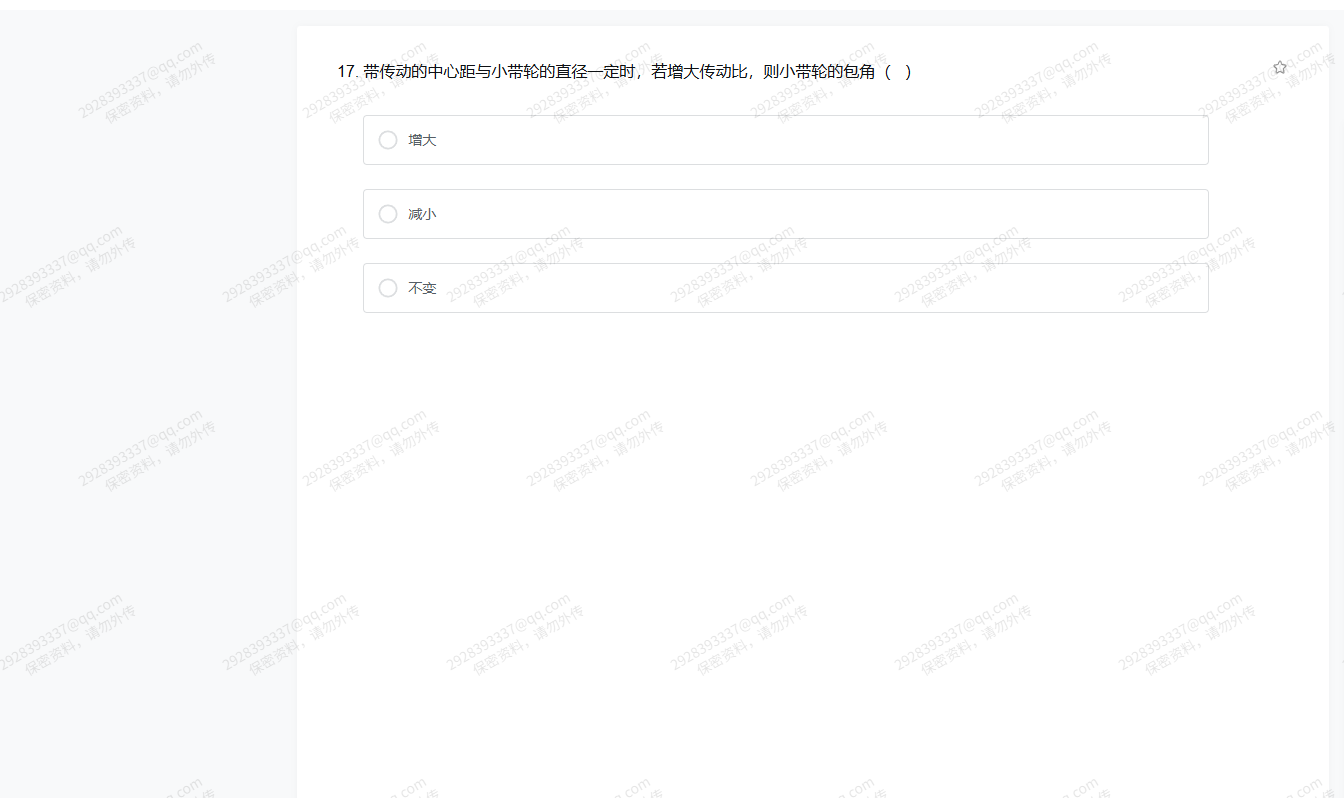 17. 带传动的中心距与小带轮的直径一定时，若增大传动比，则小带轮的包角（ ）
增大
减小
不变
2928393337@qq.com
保密资料，请勿外传